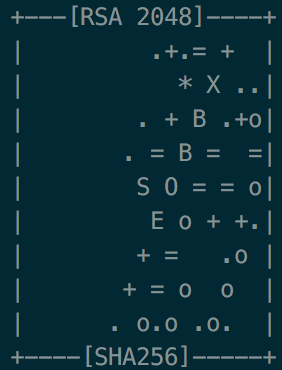 +---[RSA 2048]----+
|         .+.= +  |
|           * X ..|
|        . + B .+o|
|       . = B =  =|
|        S O = = o|
|         E o + +.|
|        + =   .o |
|       + = o  o  |
|      . o.o .o.  |
+----[SHA256]-----+